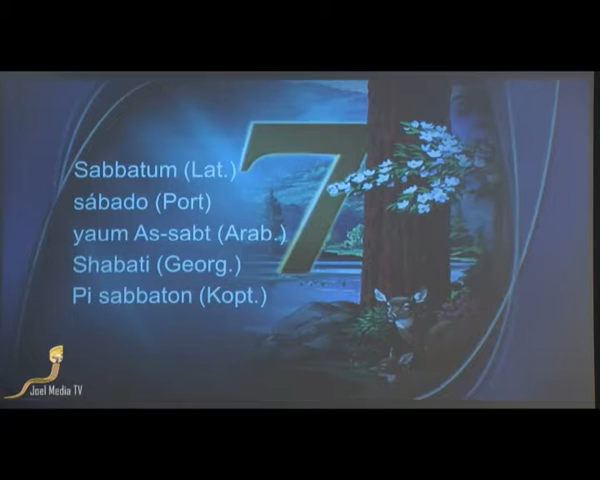 7
Sabbatum (Lat.)
sábado (Port)
yaum As-sabt (Arab.)
Shabati (Georg.)
Pi sabbaton (Kopt.)
Joel Media TV